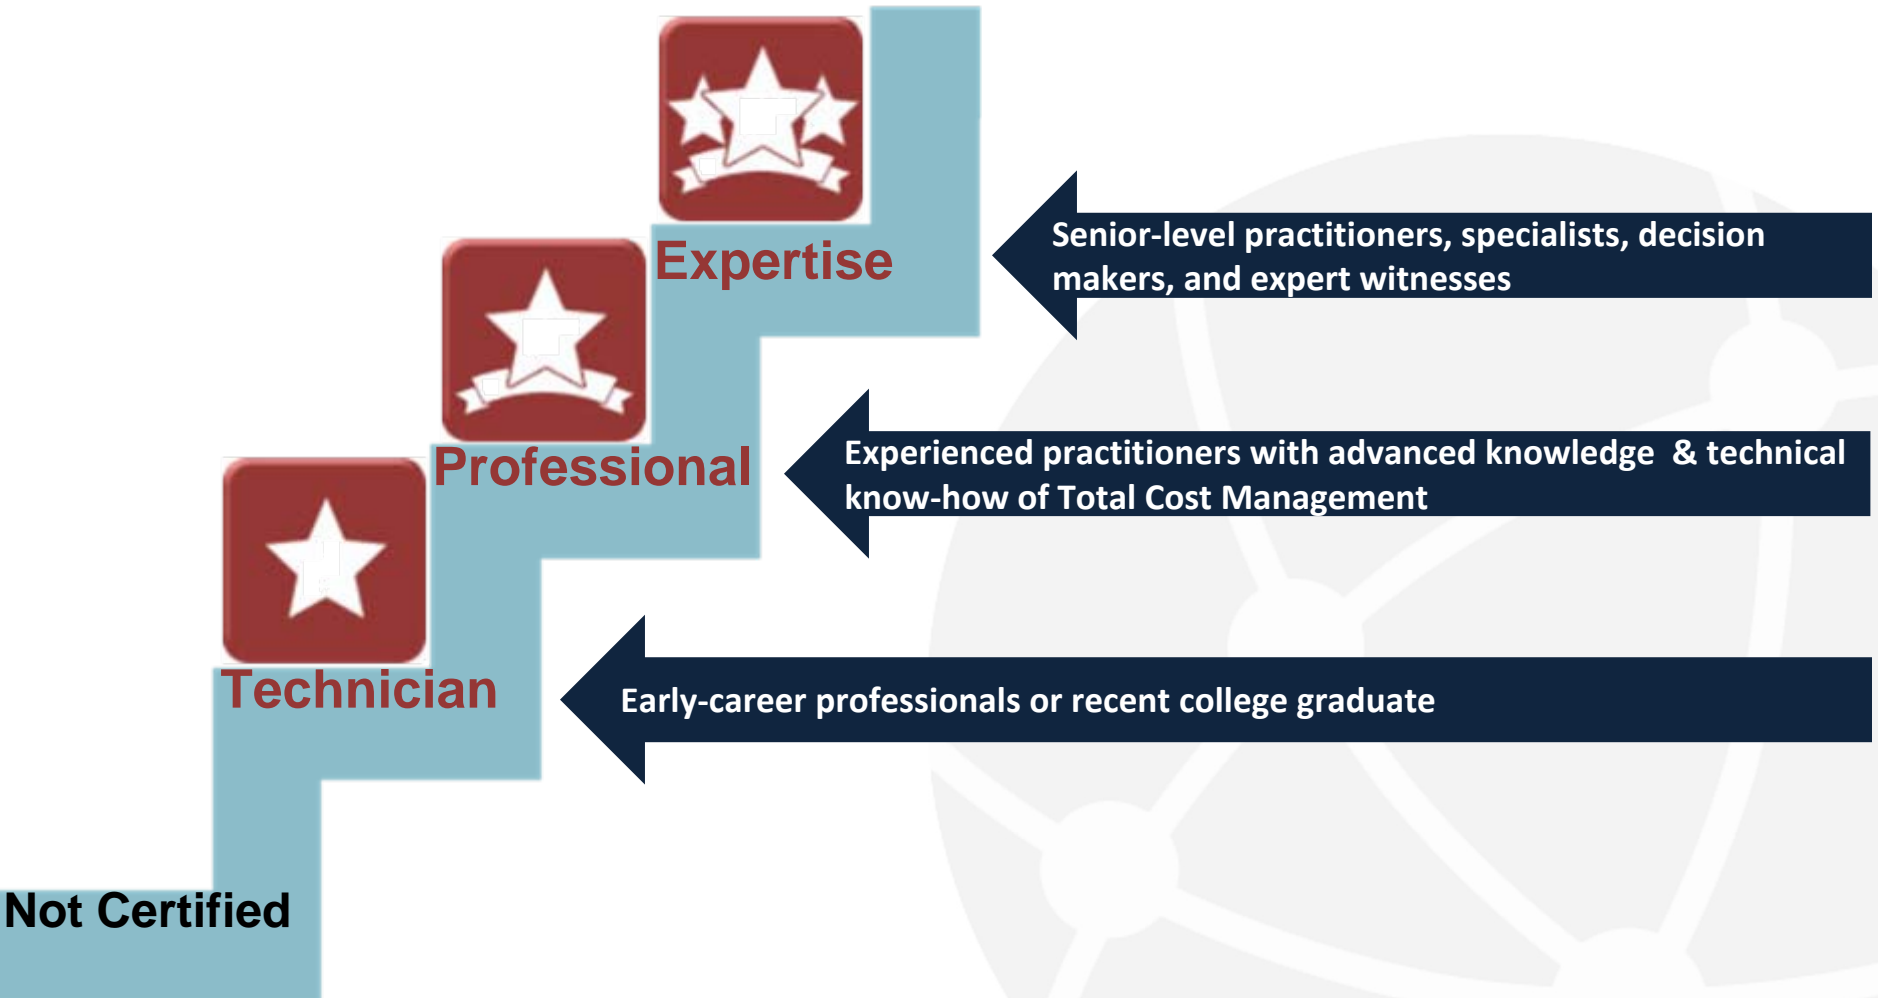 Expertise
Senior-level practitioners, specialists, decision
makers, and expert witnesses
Professional
Experienced practitioners with advanced knowledge  & technical
know-how of Total Cost Management
Technician
Early-career professionals or recent college graduate
Not Certified